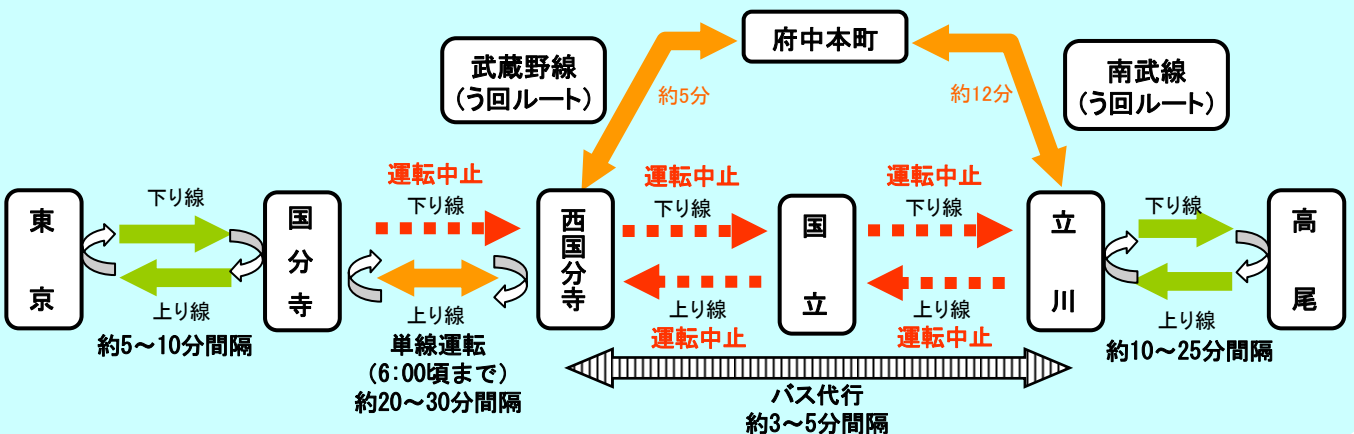 府中本町
武蔵野線
(う回ルート)
南武線
(う回ルート)
約5分
約12分
東京
下り線
上り線
約5~10分間隔
国分寺
運転中止
下り線
上り線
単線運転
(6:00頃まで)
約20~30分間隔
西国分寺
運転中止
下り線
上り線
運転中止
国立
運転中止
下り線
上り線
運転中止
立川
下り線
上り線
約10~25分間隔
高尾
バス代行
約3~5分間隔